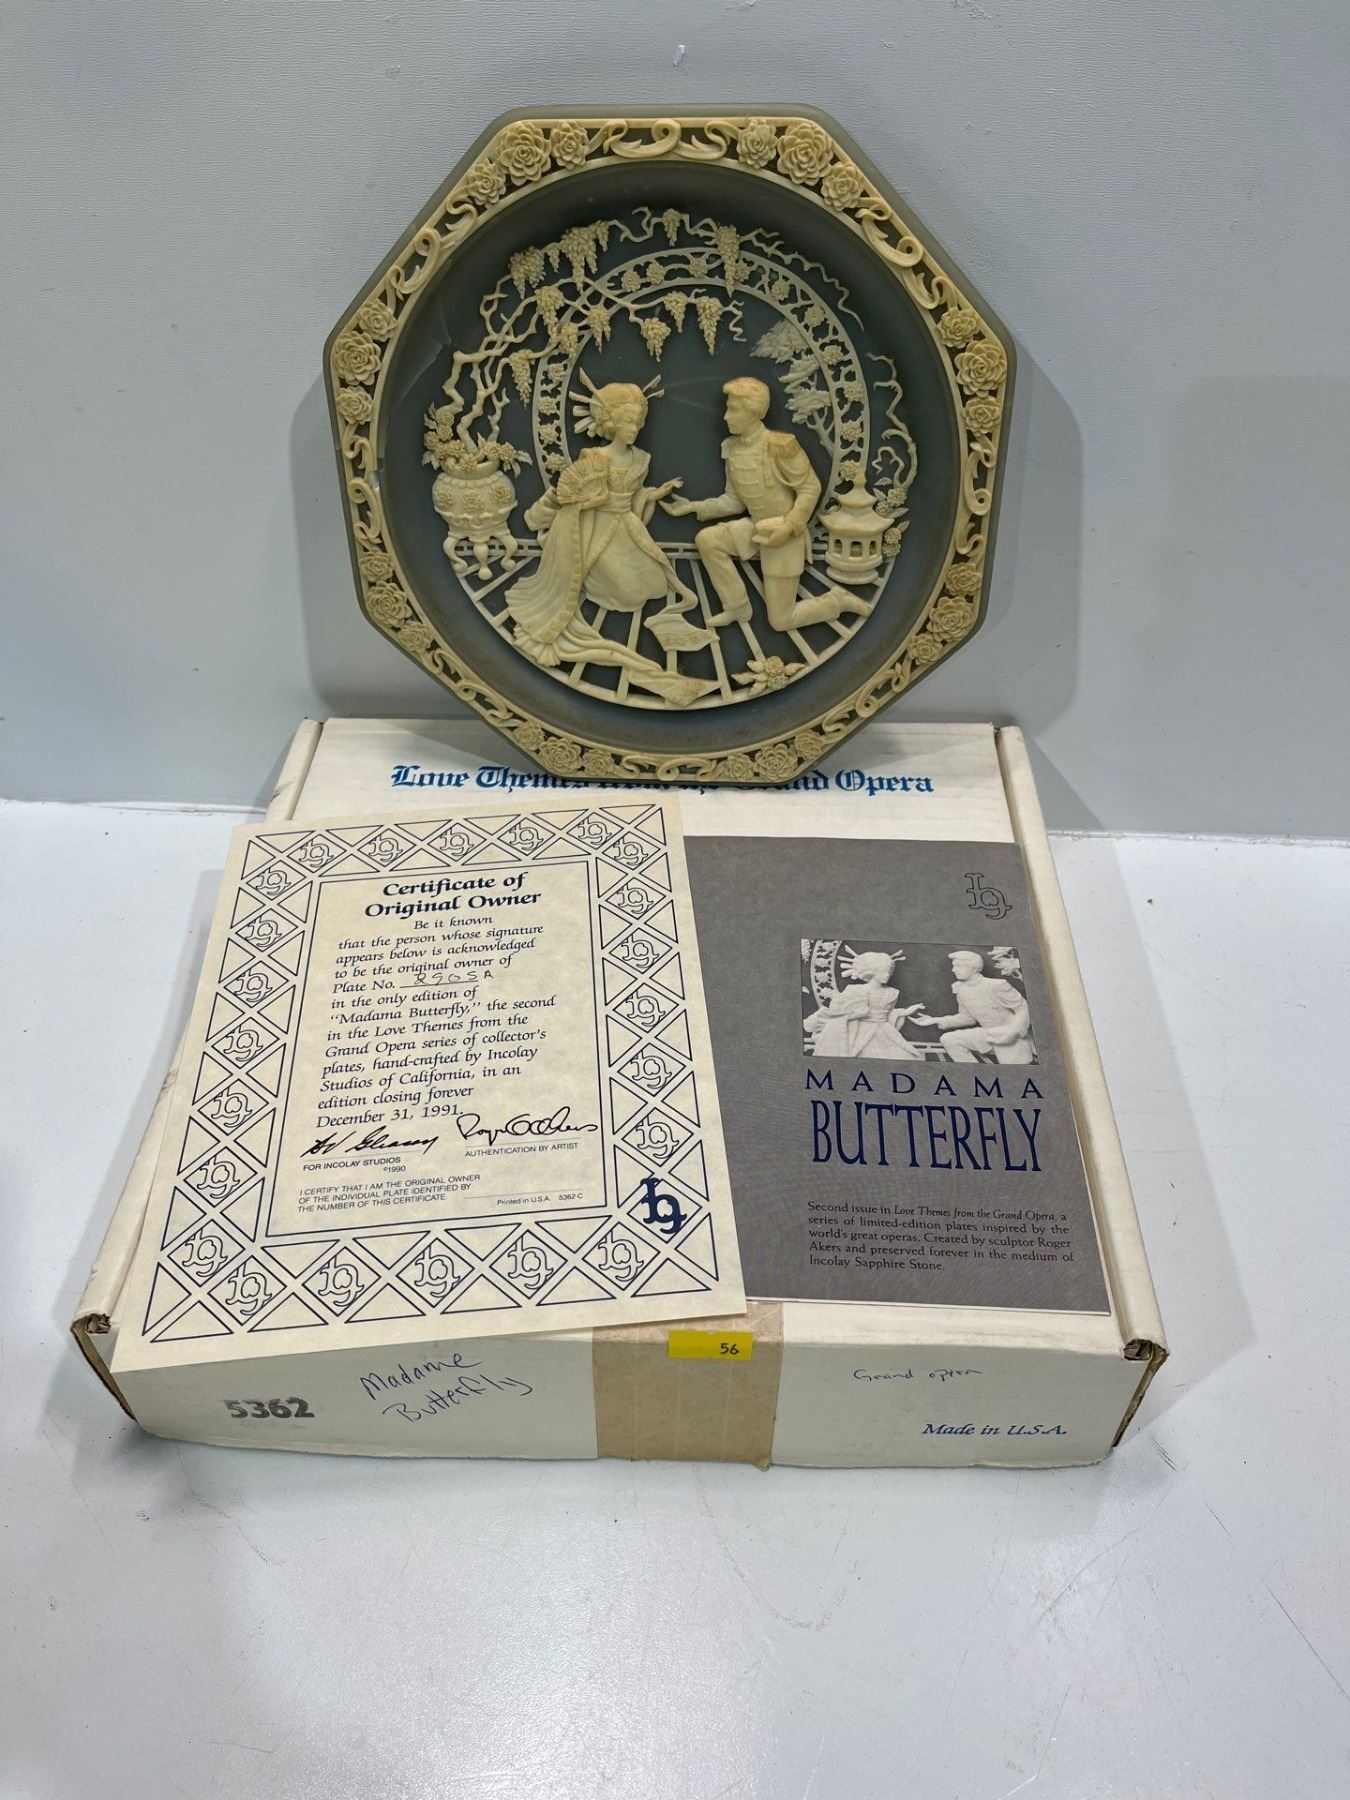 Love Themes from the Grand Opera
Certificate of
Original Owner
Be it known
that the person whose signature
appears below is acknowledged
to be the original owner of
Plate No. 8905A
in the only edition of
"Madama Butterfly," the second
in the Love Themes from the
Grand Opera series of collector's
plates, hand-crafted by Incolay
Studios of California, in an
edition closing forever
December 31, 1991.
FOR INCOLAY STUDIOS
©1990
AUTHENTICATION BY ARTIST
I CERTIFY THAT I AM THE ORIGINAL OWNER
OF THE INDIVIDUAL PLATE IDENTIFIED BY
THE NUMBER OF THIS CERTIFICATE
Printed in U.S.A. 5362-C
MADAMA
BUTTERFLY
Second issue in Love Themes from the Grand Opera, a
series of limited-edition plates inspired by the
world's great operas. Created by sculptor Roger
Akers and preserved forever in the medium of
Incolay Sapphire Stone.
56
5362
Madame
Butterfly
Grand opera
Made in U.S.A.